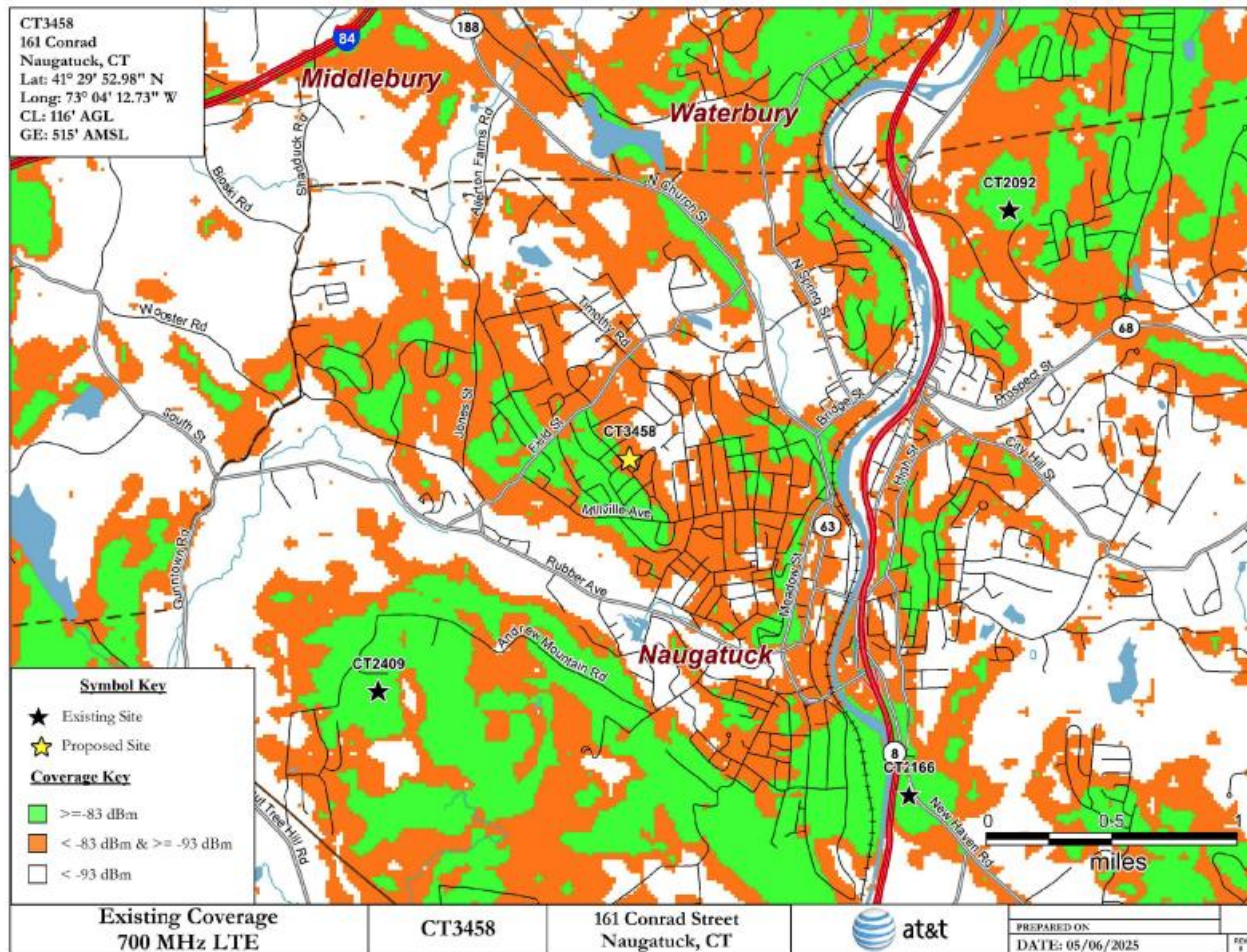 CT3458
161 Conrad
Naugatuck, CT
Lat: 41° 29' 52.98" N
Long: 73° 04' 12.73" W
CL: 116' AGL
GE: 515' AMSL
84
188
Middlebury
Waterbury
Shadduck Rd
Bioski Rd
Allerton Farms Rd
N Church St
CT2092
N Spring St
Wooster Rd
Timothy Rd
68
Prospect St
Jones St
South St
Field St
CT3458
Bridge St
High St
City Hill St
Millville Ave
63
Gunntown Rd
Rubber Ave
Meadow St
Andrew Mountain Rd
Naugatuck
CT2409
8
CT2166
New Haven Rd
ut Tree Hill Rd
0 0.5 1
miles
Symbol Key
Existing Site
Proposed Site
Coverage Key
>=-83 dBm
< -83 dBm & >= -93 dBm
< -93 dBm
Existing Coverage
700 MHz LTE
CT3458
161 Conrad Street
Naugatuck, CT
at&t
PREPARED ON
DATE: 05/06/2025